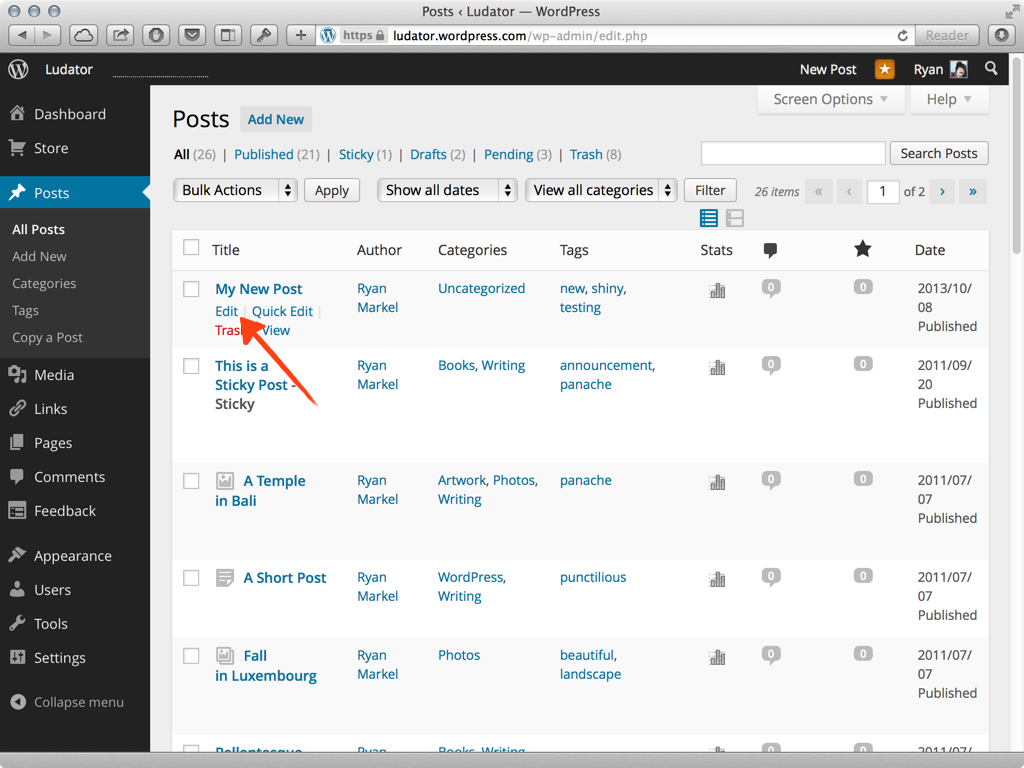 Posts ‹ Ludator — WordPress
https ludator.wordpress.com/wp-admin/edit.php Reader
Ludator New Post Ryan
Screen Options Help
Dashboard
Store
Posts
All Posts
Add New
Categories
Tags
Copy a Post
Media
Links
Pages
Comments
Feedback
Appearance
Users
Tools
Settings
Collapse menu
Posts Add New
All (26) | Published (21) | Sticky (1) | Drafts (2) | Pending (3) | Trash (8)
Search Posts
Bulk Actions Apply Show all dates View all categories Filter 26 items « ‹ 1 of 2 › »
Title Author Categories Tags Stats Date
My New Post Ryan Uncategorized new, shiny, 0 0 2013/10/
Edit | Quick Edit | Markel testing 08
Trash View Published
This is a Ryan Books, Writing announcement, 0 0 2011/09/
Sticky Post - Markel panache 20
Sticky Published
A Temple Ryan Artwork, Photos, panache 0 0 2011/07/
in Bali Markel Writing 07
Published
A Short Post Ryan WordPress, punctilious 0 0 2011/07/
Markel Writing 07
Published
Fall Ryan Photos beautiful, 0 0 2011/07/
in Luxembourg Markel landscape 07
Published
Pellentesque Ryan Books, Writing 0 0 2011/07/